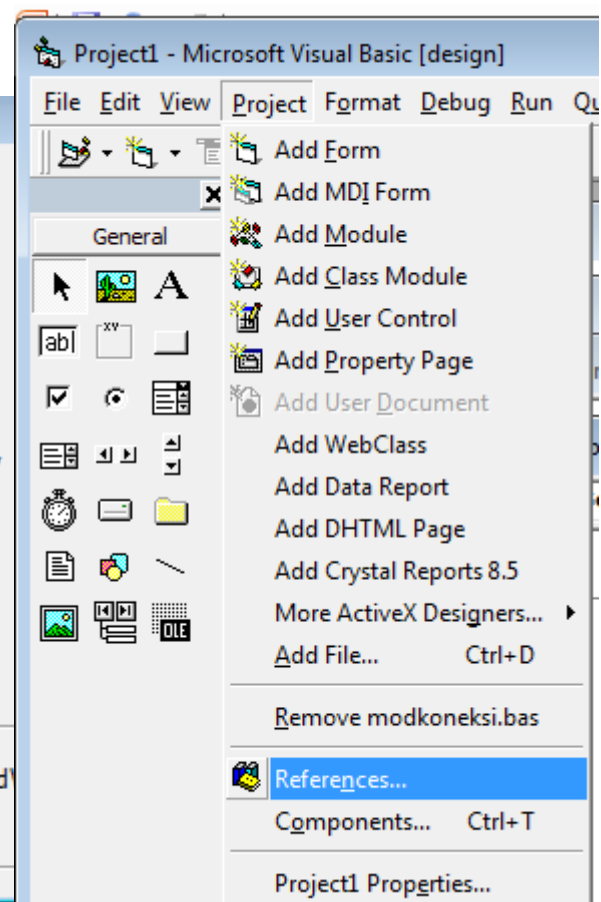 Project1 - Microsoft Visual Basic [design]
File Edit View Project Format Debug Run
General
A
abl
XY
OLE
Add Form
Add MDI Form
Add Module
Add Class Module
Add User Control
Add Property Page
Add User Document
Add WebClass
Add Data Report
Add DHTML Page
Add Crystal Reports 8.5
More ActiveX Designers...
Add File... Ctrl+D
Remove modkoneksi.bas
References...
Components... Ctrl+T
Project1 Properties...